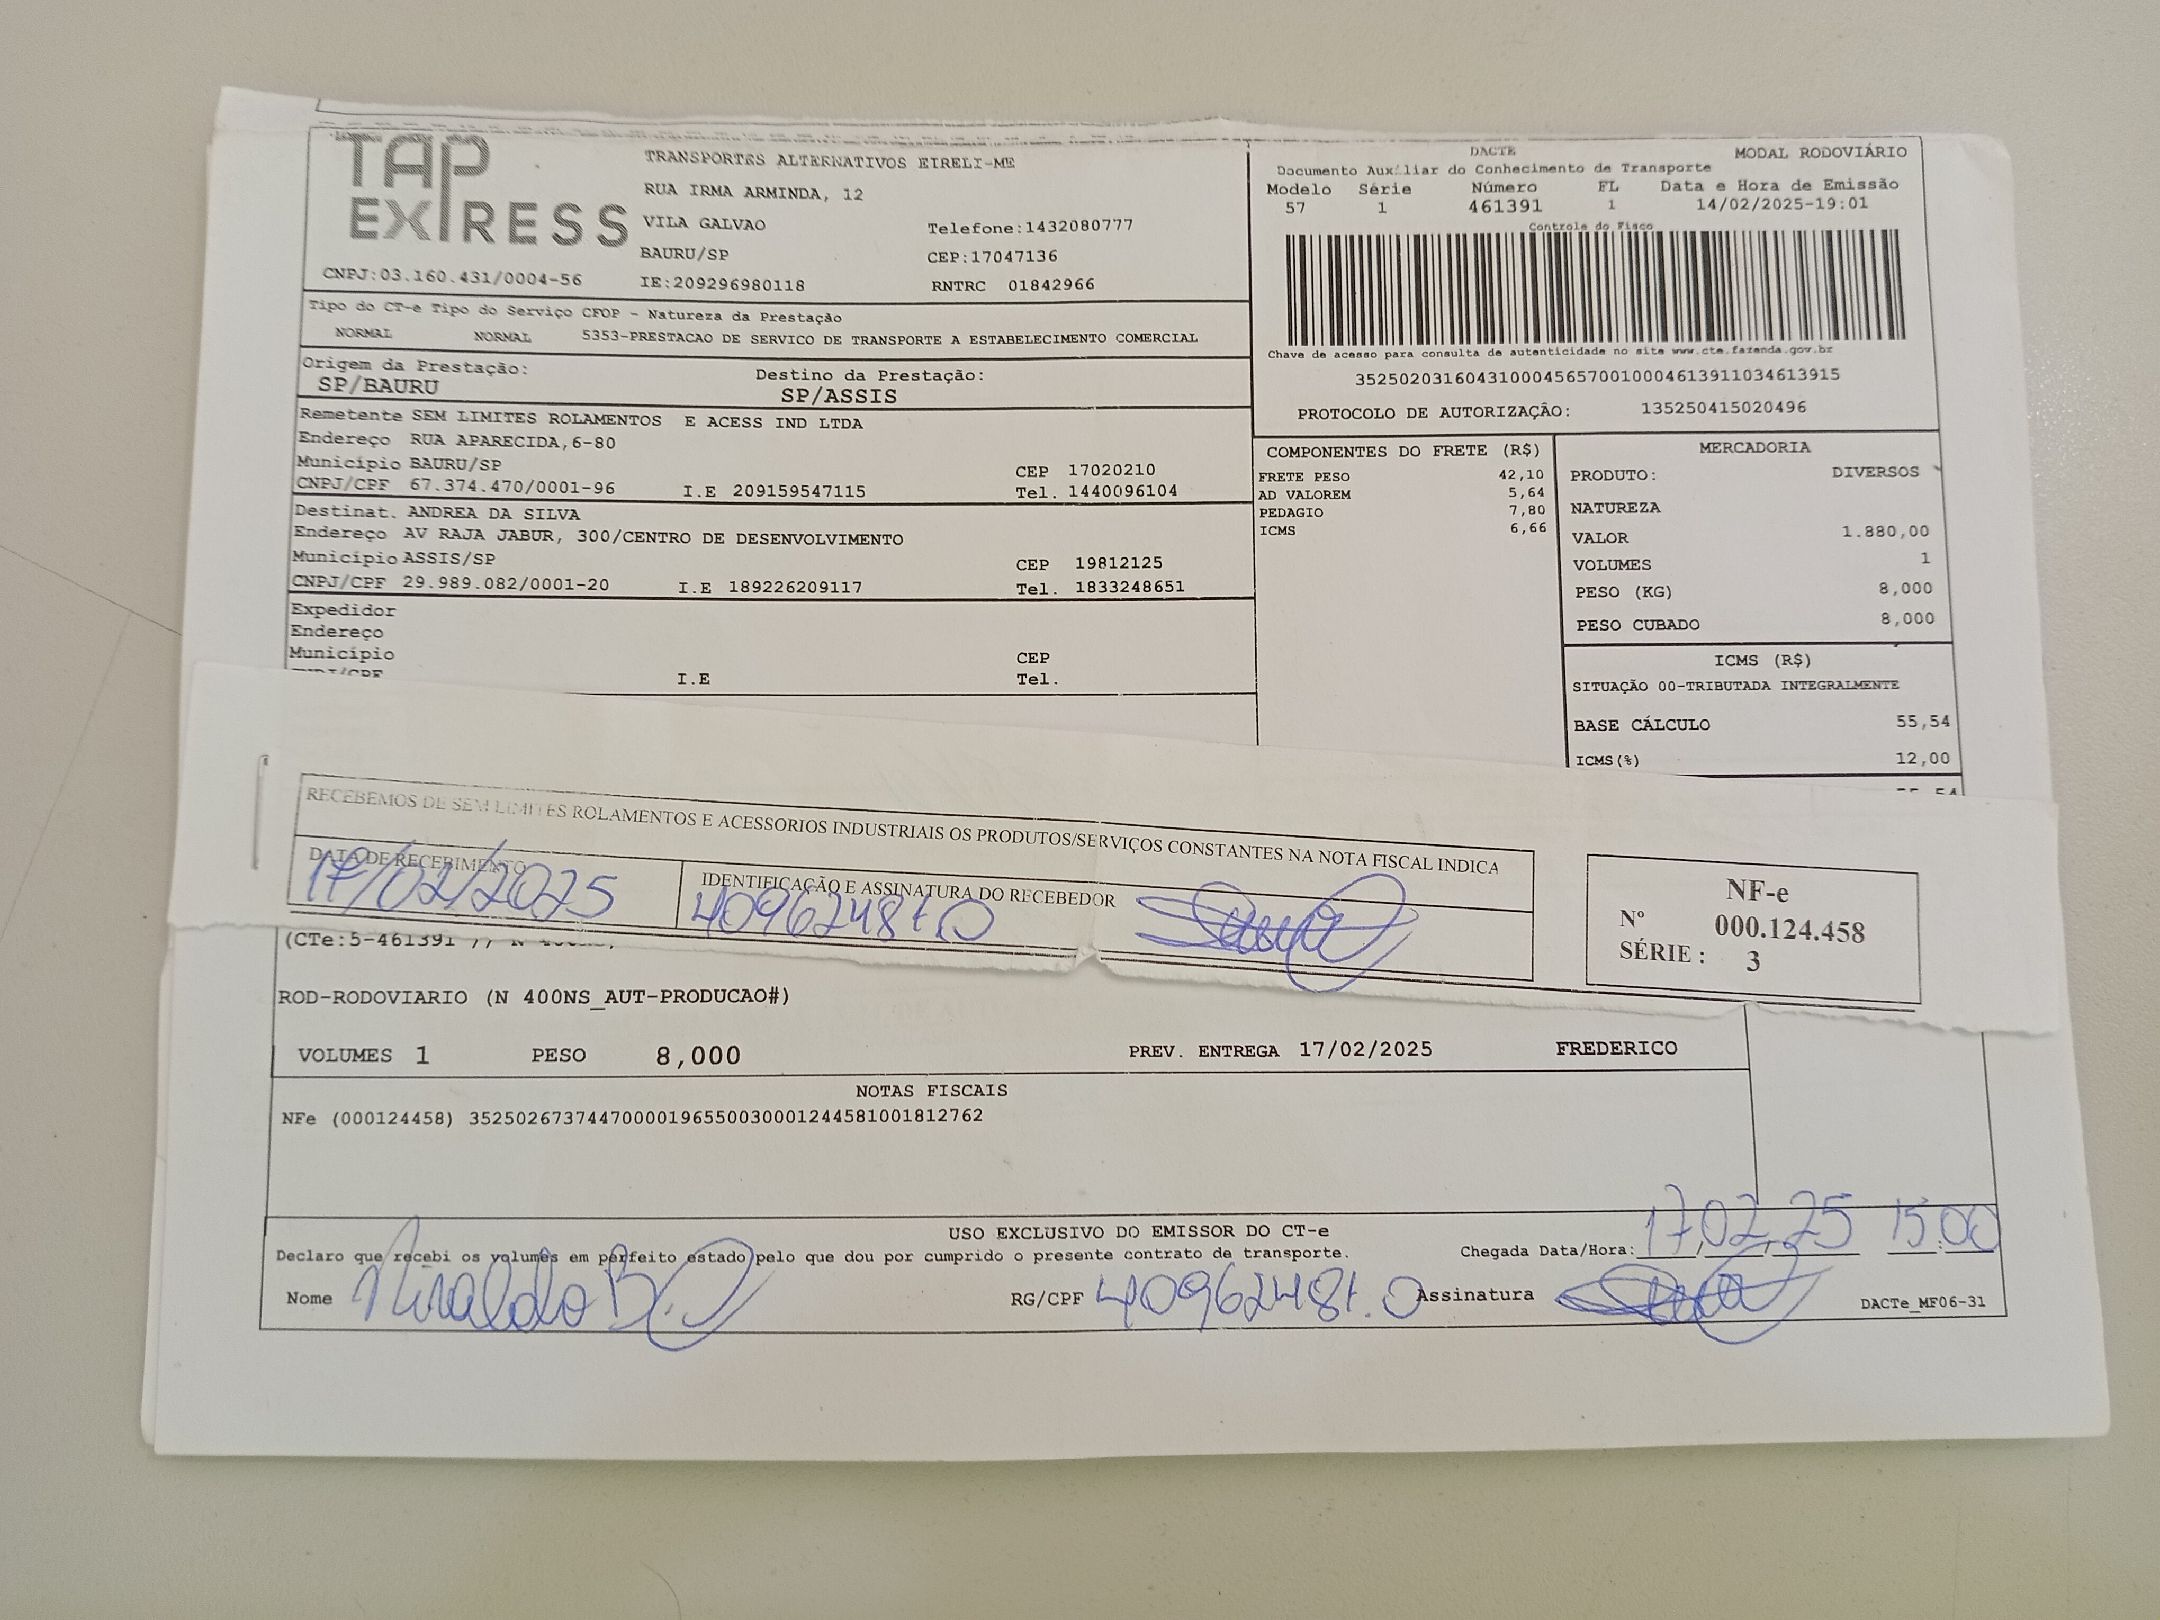 TAP EXPRESS
TRANSPORTES ALTERNATIVOS EIRELI-ME
RUA IRMA ARMINDA, 12
VILA GALVAO Telefone:1432080777
BAURU/SP CEP:17047136
CNPJ:03.160.431/0004-56 IE:209296980118 RNTRC 01842966
DACTE MODAL RODOVIÁRIO
Documento Auxiliar do Conhecimento de Transporte
Modelo Série Número FL Data e Hora de Emissão
57 1 461391 1 14/02/2025-19:01
Controle do Fisco
Chave de acesso para consulta de autenticidade no site www.cte.fazenda.gov.br
35250203160431000456570010004613911034613915
PROTOCOLO DE AUTORIZAÇÃO: 135250415020496
Tipo do CT-e Tipo do Serviço CFOP - Natureza da Prestação
NORMAL NORMAL 5353-PRESTACAO DE SERVICO DE TRANSPORTE A ESTABELECIMENTO COMERCIAL
Origem da Prestação: Destino da Prestação:
SP/BAURU SP/ASSIS
Remetente SEM LIMITES ROLAMENTOS E ACESS IND LTDA
Endereço RUA APARECIDA,6-80
Município BAURU/SP CEP 17020210
CNPJ/CPF 67.374.470/0001-96 I.E 209159547115 Tel. 1440096104
Destinat. ANDREA DA SILVA
Endereço AV RAJA JABUR, 300/CENTRO DE DESENVOLVIMENTO
Município ASSIS/SP CEP 19812125
CNPJ/CPF 29.989.082/0001-20 I.E 189226209117 Tel. 1833248651
Expedidor
Endereço
Município CEP
I.E Tel.
COMPONENTES DO FRETE (R$)
FRETE PESO 42,10
AD VALOREM 5,64
PEDAGIO 7,80
ICMS 6,66
MERCADORIA
PRODUTO: DIVERSOS
NATUREZA
VALOR 1.880,00
VOLUMES 1
PESO (KG) 8,000
PESO CUBADO 8,000
ICMS (R$)
SITUAÇÃO 00-TRIBUTADA INTEGRALMENTE
BASE CÁLCULO 55,54
ICMS(%) 12,00
RECEBEMOS DE SEM LIMITES ROLAMENTOS E ACESSORIOS INDUSTRIAIS OS PRODUTOS/SERVIÇOS CONSTANTES NA NOTA FISCAL INDICA
DATA DE RECEBIMENTO IDENTIFICAÇÃO E ASSINATURA DO RECEBEDOR
17/02/2025
NF-e
Nº 000.124.458
SÉRIE : 3
(CTe:5-461391 //
ROD-RODOVIARIO (N 400NS_AUT-PRODUCAO#)
VOLUMES 1 PESO 8,000 PREV. ENTREGA 17/02/2025 FREDERICO
NOTAS FISCAIS
NFe (000124458) 35250267374470000196550030001244581001812762
USO EXCLUSIVO DO EMISSOR DO CT-e
Declaro que recebi os volumes em perfeito estado pelo que dou por cumprido o presente contrato de transporte. Chegada Data/Hora: 17,02,25 15:00
Nome RG/CPF Assinatura DACTe_MF06-31